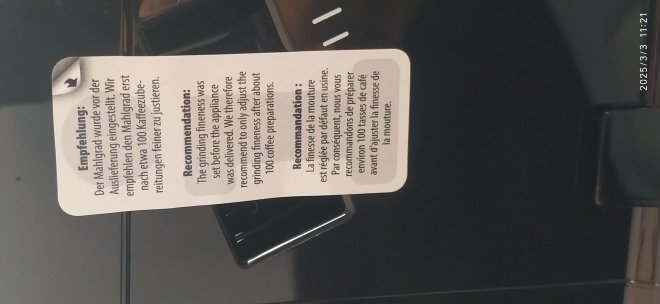 Empfehlung:
Der Mahlgrad wurde vor der
Auslieferung eingestellt. Wir
empfehlen den Mahlgrad erst
nach etwa 100 Kaffeezube-
reitungen feiner zu justieren.
Recommendation:
The grinding fineness was
set before the appliance
was delivered. We therefore
recommend to only adjust the
grinding fineness after about
100 coffee preparations.
Recommandation :
La finesse de la mouture
est réglée par défaut en usine.
Par conséquent, nous vous
recommandons de préparer
environ 100 tasses de café
avant d'ajuster la finesse de
la mouture.
2025/3/3 11:21